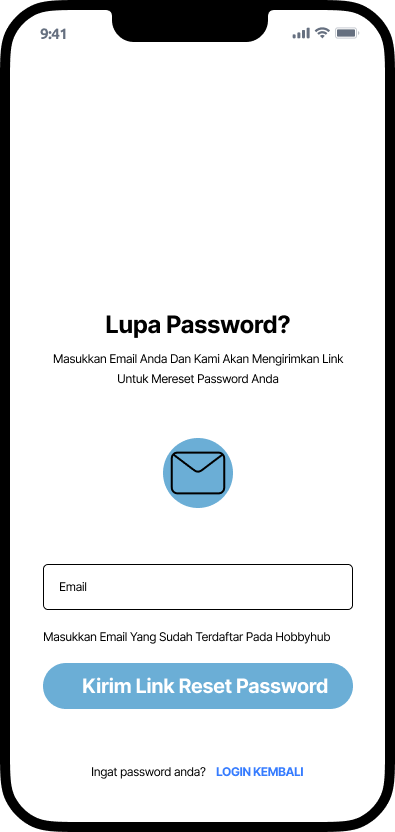 9:41
Lupa Password?
Masukkan Email Anda Dan Kami Akan Mengirimkan Link
Untuk Mereset Password Anda
Email
Masukkan Email Yang Sudah Terdaftar Pada Hobbyhub
Kirim Link Reset Password
Ingat password anda? LOGIN KEMBALI